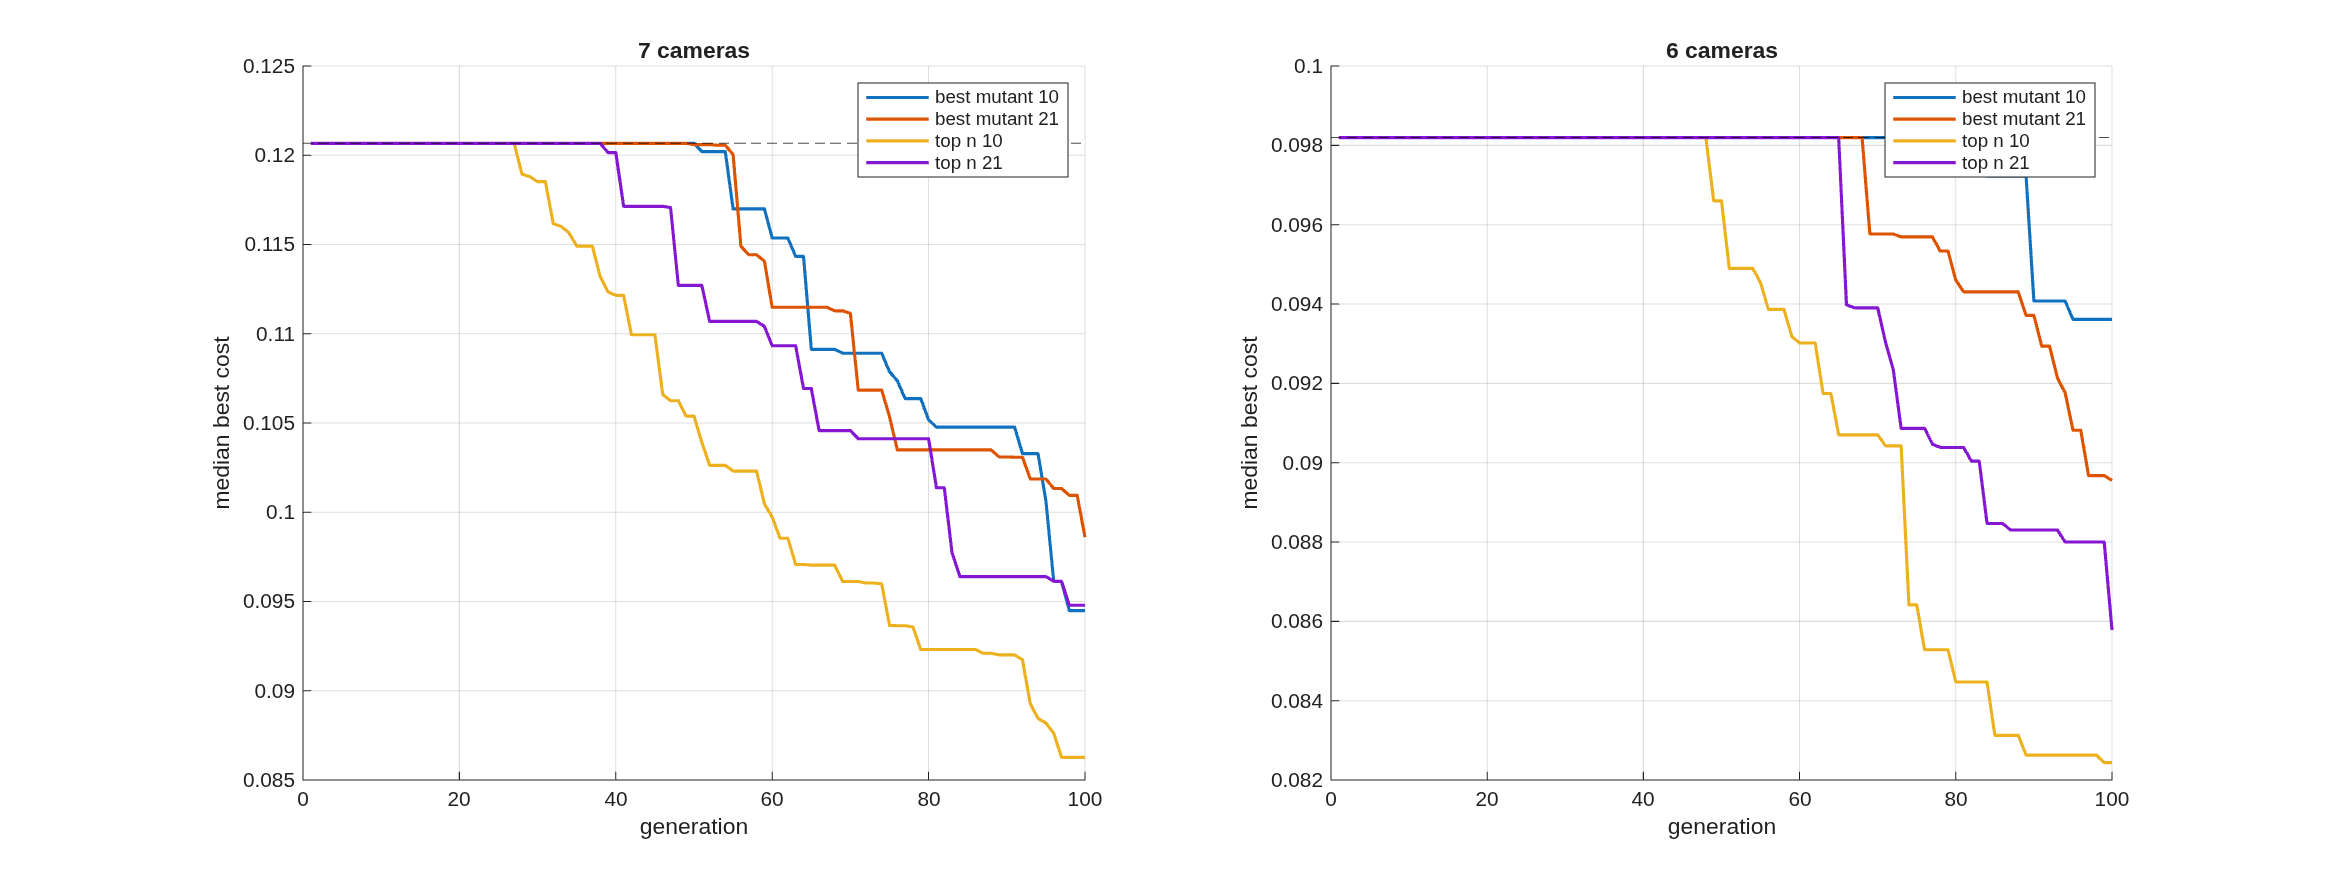 7 cameras
0.125
0.12
0.115
0.11
0.105
0.1
0.095
0.09
0.085
median best cost
best mutant 10
best mutant 21
top n 10
top n 21
0 20 40 60 80 100
generation
6 cameras
0.1
0.098
0.096
0.094
0.092
0.09
0.088
0.086
0.084
0.082
median best cost
best mutant 10
best mutant 21
top n 10
top n 21
0 20 40 60 80 100
generation